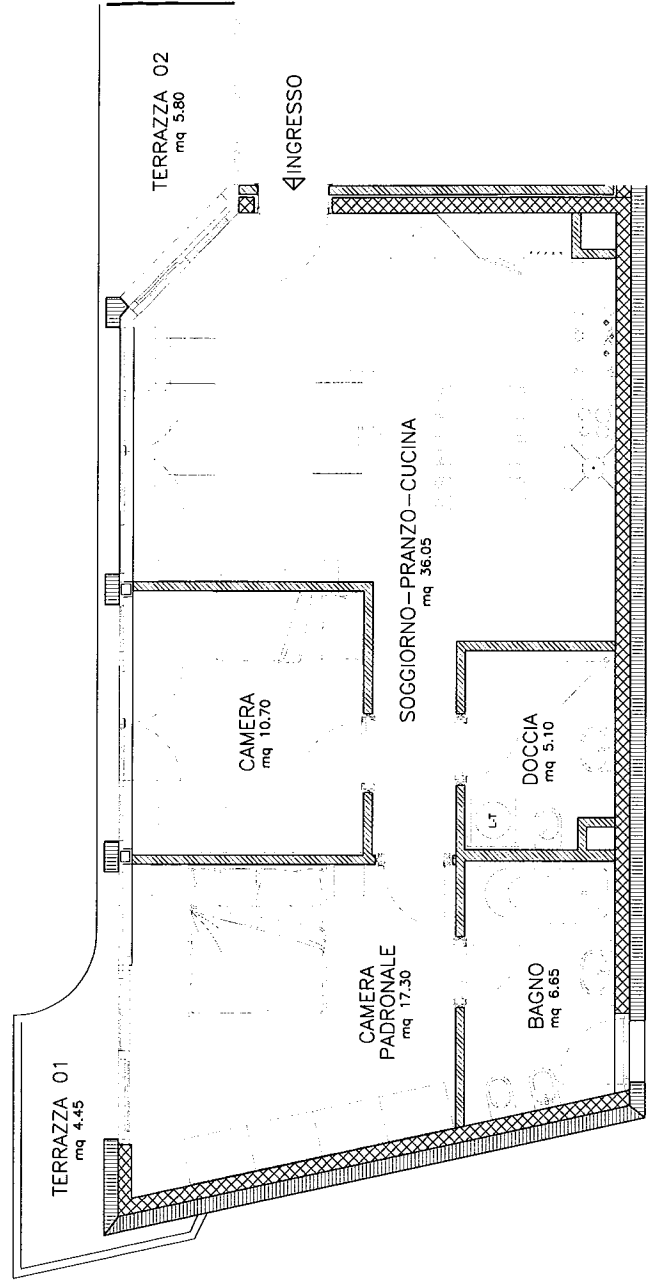 TERRAZZA 01
mq 4.45
TERRAZZA 02
mq 5.80
INGRESSO
CAMERA
mq 10.70
CAMERA
PADRONALE
mq 17.30
SOGGIORNO-PRANZO-CUCINA
mq 36.05
BAGNO
mq 6.65
DOCCIA
mq 5.10
L-T